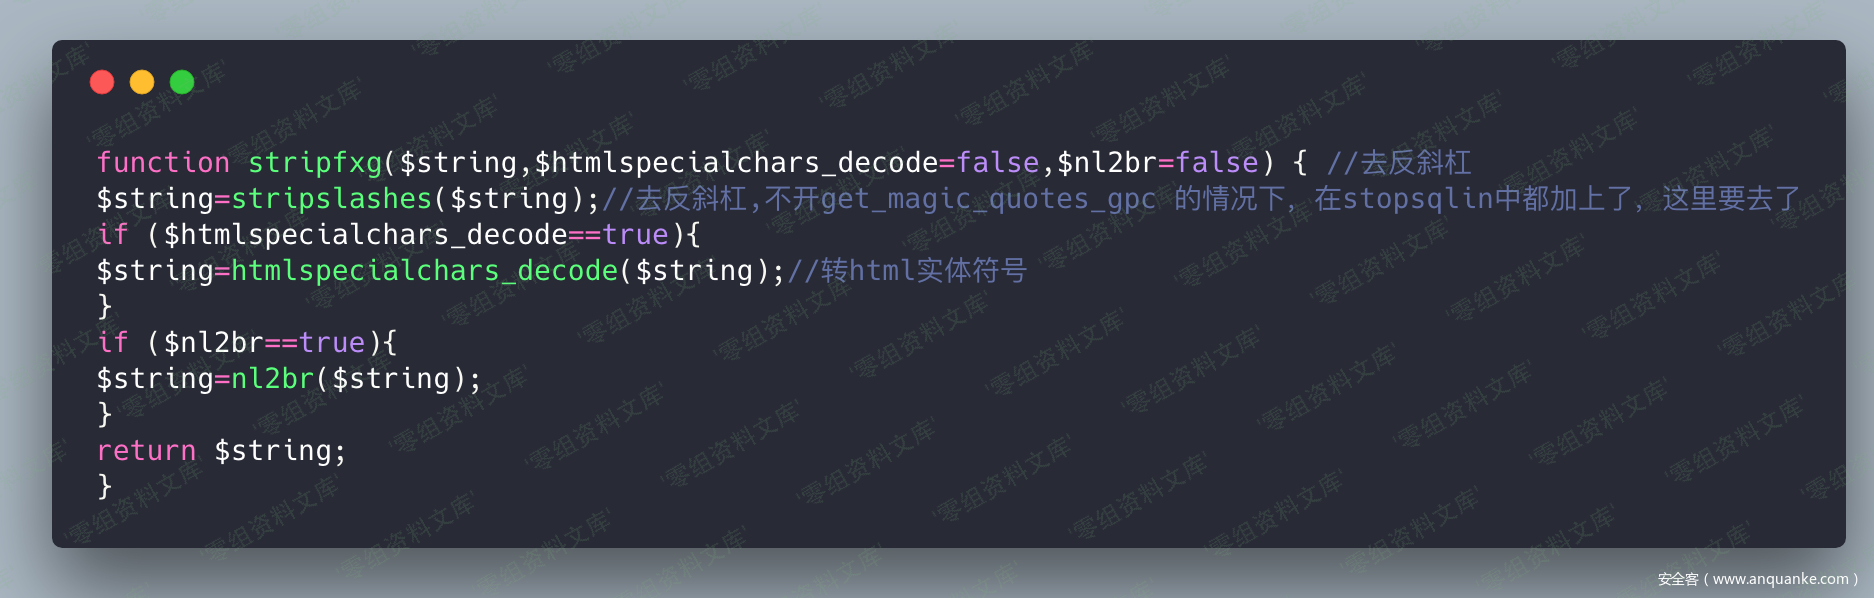 function stripfxg($string,$htmlspecialchars_decode=false,$nl2br=false) { //去反斜杠
$string=stripslashes($string);//去反斜杠,不开get_magic_quotes_gpc 的情况下，在stopsqlin中都加上了，这里要去了
if ($htmlspecialchars_decode==true){
$string=htmlspecialchars_decode($string);//转html实体符号
}
if ($nl2br==true){
$string=nl2br($string);
}
return $string;
}
零组资料文库
安全客（www.anquanke.com）